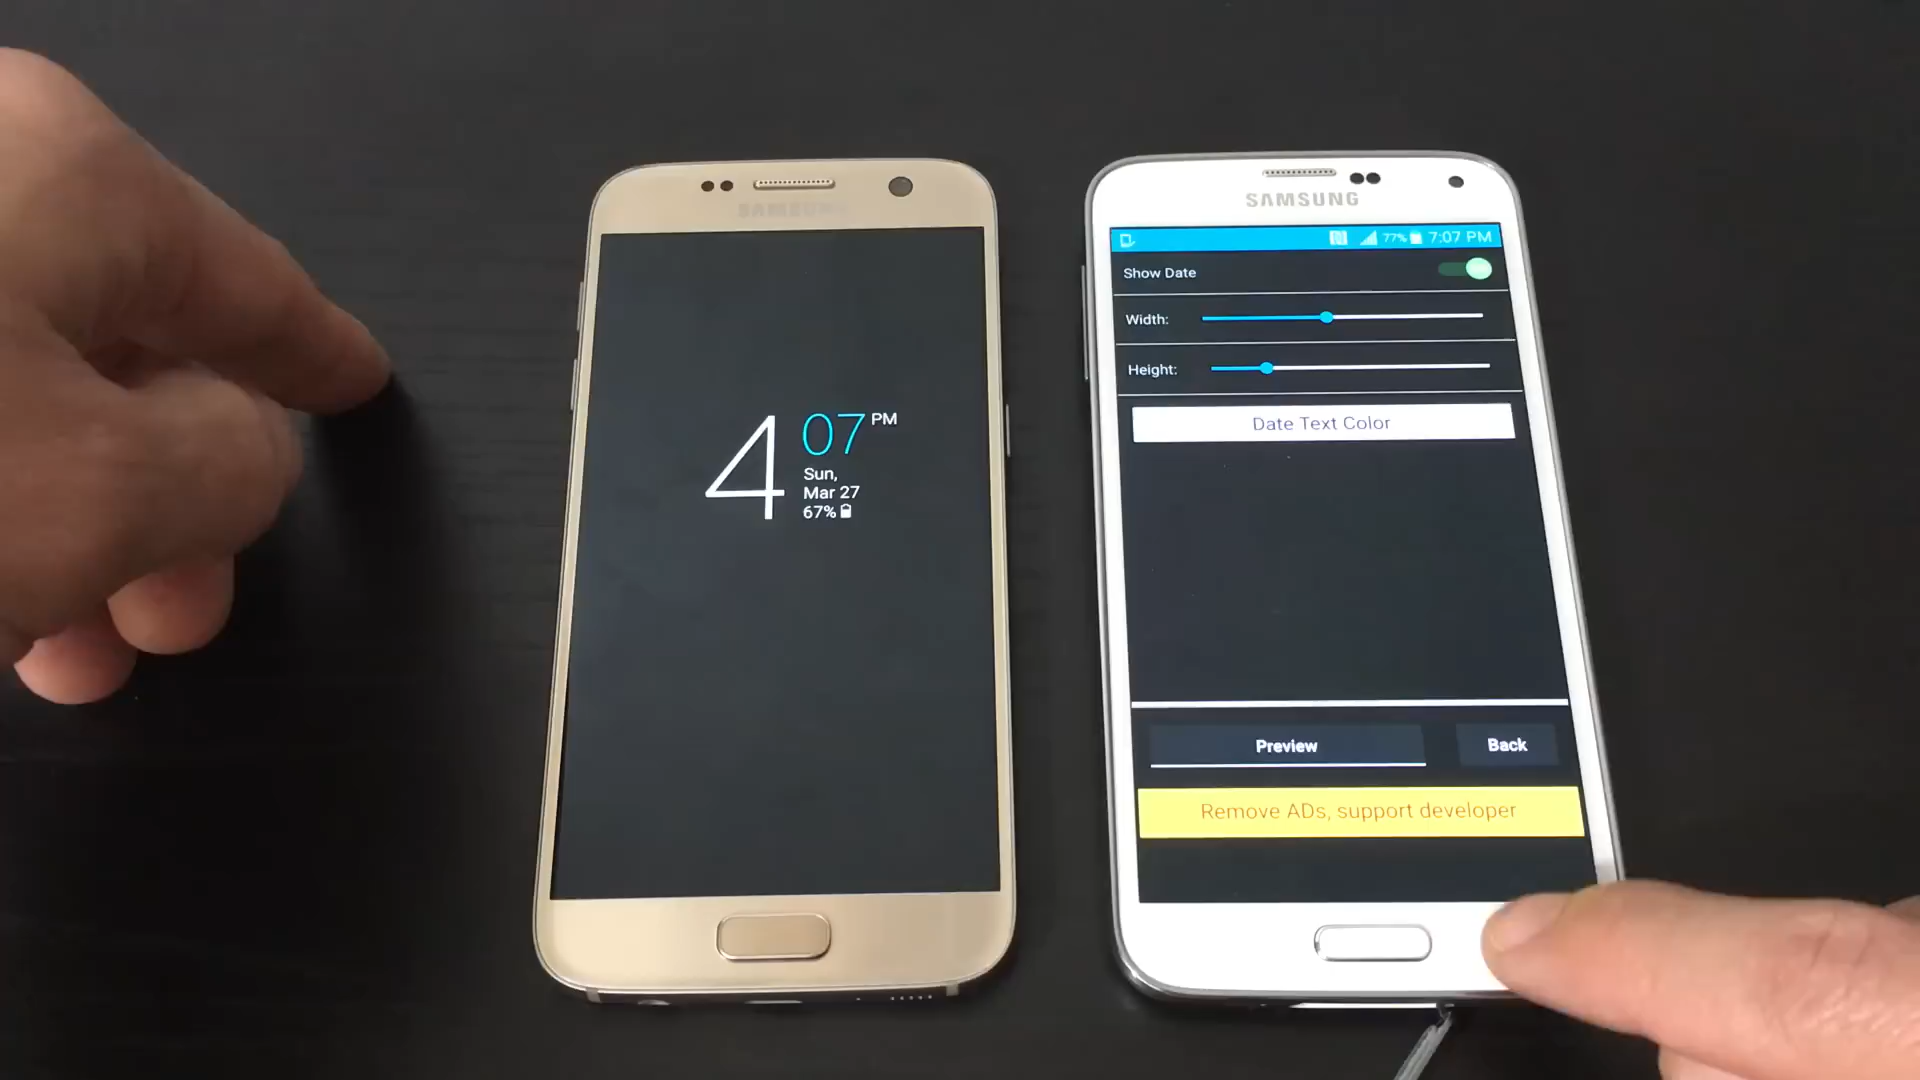 SAMSUNG
4 07 PM
Sun,
Mar 27
67%
SAMSUNG
77% 7:07 PM
Show Date
Width:
Height:
Date Text Color
Preview
Back
Remove ADs, support developer